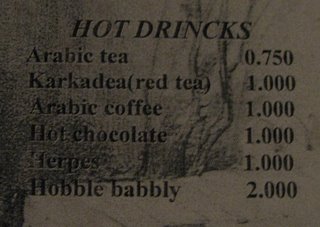 HOT DRINCKS
Arabic tea 0.750
Karkadea(red tea) 1.000
Arabic coffee 1.000
Hot chocolate 1.000
Herpes 1.000
Hobble babbly 2.000